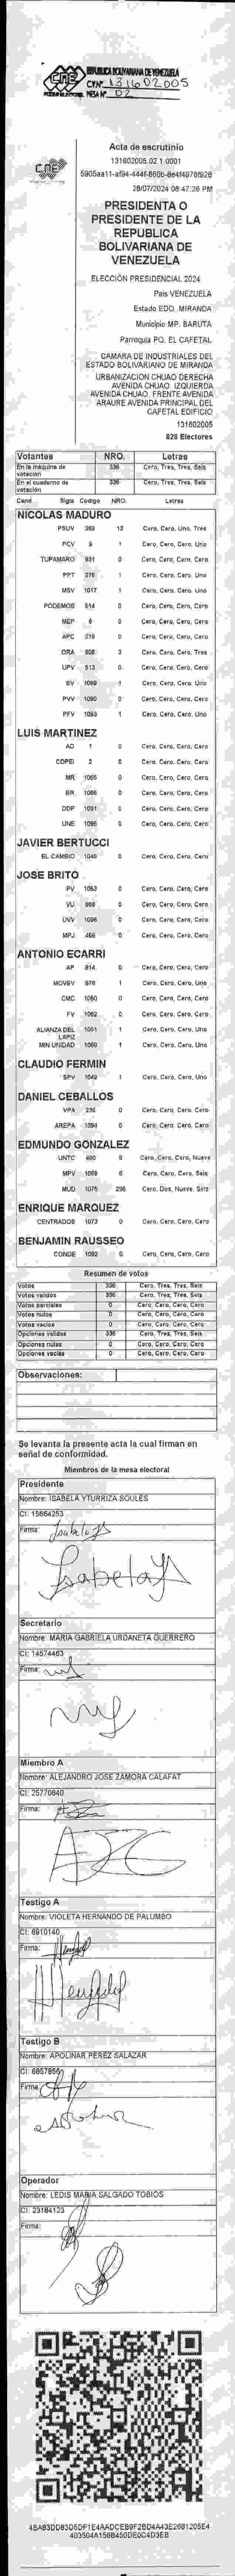 REPUBLICA BOLIVARIANA DE VENEZUELA
CNE
CVN° 131602005
PODER ELECTORAL MESA N° 02
Acta de escrutinio
131602005.02.1.0001
28/07/2024 08:47:26 PM
PRESIDENTA O
PRESIDENTE DE LA
REPUBLICA
BOLIVARIANA DE
VENEZUELA
ELECCIÓN PRESIDENCIAL 2024
País VENEZUELA
Estado EDO. MIRANDA
Municipio MP. BARUTA
Parroquia PQ. EL CAFETAL
CAMARA DE INDUSTRIALES DEL
ESTADO BOLIVARIANO DE MIRANDA
URBANIZACIÓN CHUAO DERECHA
AVENIDA CHUAO. IZQUIERDA
AVENIDA CHUAO. FRENTE AVENIDA
ARAURE AVENIDA PRINCIPAL DEL
CAFETAL EDIFICIO
131602005
828 Electores
Votantes NRO. Letras
En la máquina de votación 336 Cero, Tres, Tres, Seis
En el cuaderno de votación 336 Cero, Tres, Tres, Seis
Cand. Sigla Código NRO. Letras
NICOLAS MADURO
PSUV 269 13 Cero, Cero, Uno, Tres
PCV 9 1 Cero, Cero, Cero, Uno
TUPAMARO 931 0 Cero, Cero, Cero, Cero
PPT 276 1 Cero, Cero, Cero, Uno
MSV 1017 1 Cero, Cero, Cero, Uno
PODEMOS 514 0 Cero, Cero, Cero, Cero
MEP 6 0 Cero, Cero, Cero, Cero
APC 219 0 Cero, Cero, Cero, Cero
ORA 906 3 Cero, Cero, Cero, Tres
UPV 513 0 Cero, Cero, Cero, Cero
EV 1089 1 Cero, Cero, Cero, Uno
PVV 1090 0 Cero, Cero, Cero, Cero
PFV 1093 1 Cero, Cero, Cero, Uno
LUIS MARTINEZ
AD 1 0 Cero, Cero, Cero, Cero
COPEI 2 0 Cero, Cero, Cero, Cero
MR 1065 0 Cero, Cero, Cero, Cero
BR 1066 0 Cero, Cero, Cero, Cero
DDP 1091 0 Cero, Cero, Cero, Cero
UNE 1095 0 Cero, Cero, Cero, Cero
JAVIER BERTUCCI
EL CAMBIO 1048 0 Cero, Cero, Cero, Cero
JOSE BRITO
PV 1053 0 Cero, Cero, Cero, Cero
VU 868 0 Cero, Cero, Cero, Cero
UVV 1096 0 Cero, Cero, Cero, Cero
MPJ 466 0 Cero, Cero, Cero, Cero
ANTONIO ECARRI
AP 814 0 Cero, Cero, Cero, Cero
MOVEV 976 1 Cero, Cero, Cero, Uno
CMC 1050 0 Cero, Cero, Cero, Cero
FV 1062 0 Cero, Cero, Cero, Cero
ALIANZA DEL LAPIZ 1051 1 Cero, Cero, Cero, Uno
MIN UNIDAD 1088 1 Cero, Cero, Cero, Uno
CLAUDIO FERMIN
SPV 1049 1 Cero, Cero, Cero, Uno
DANIEL CEBALLOS
VPA 236 0 Cero, Cero, Cero, Cero
AREPA 1094 0 Cero, Cero, Cero, Cero
EDMUNDO GONZALEZ
UNTC 460 9 Cero, Cero, Cero, Nueve
MPV 1069 6 Cero, Cero, Cero, Seis
MUD 1075 296 Cero, Dos, Nueve, Seis
ENRIQUE MARQUEZ
CENTRADOS 1073 0 Cero, Cero, Cero, Cero
BENJAMIN RAUSSEO
CONDE 1092 0 Cero, Cero, Cero, Cero
Resumen de votos
Votos 336 Cero, Tres, Tres, Seis
Votos validos 336 Cero, Tres, Tres, Seis
Votos parciales 0 Cero, Cero, Cero, Cero
Votos nulos 0 Cero, Cero, Cero, Cero
Votos vacios 0 Cero, Cero, Cero, Cero
Opciones validas 336 Cero, Tres, Tres, Seis
Opciones nulas 0 Cero, Cero, Cero, Cero
Opciones vacias 0 Cero, Cero, Cero, Cero
Observaciones:
Se levanta la presente acta la cual firman en
señal de conformidad.
Miembros de la mesa electoral
Presidente
Nombre: ISABELA YTURRIZA SOULES
CI: 15664253
Firma:
Secretario
Nombre: MARIA GABRIELA URDANETA GUERRERO
CI: 14574463
Firma:
Miembro A
Nombre: ALEJANDRO JOSE ZAMORA CALAFAT
CI: 25770640
Firma:
Testigo A
Nombre: VIOLETA HERNANDO DE PALUMBO
CI: 6910140
Firma:
Testigo B
Nombre: APOLINAR PEREZ SALAZAR
CI: 6857856
Firma:
Operador
Nombre: LEDIS MARIA SALGADO TOBIOS
CI: 23184123
Firma: